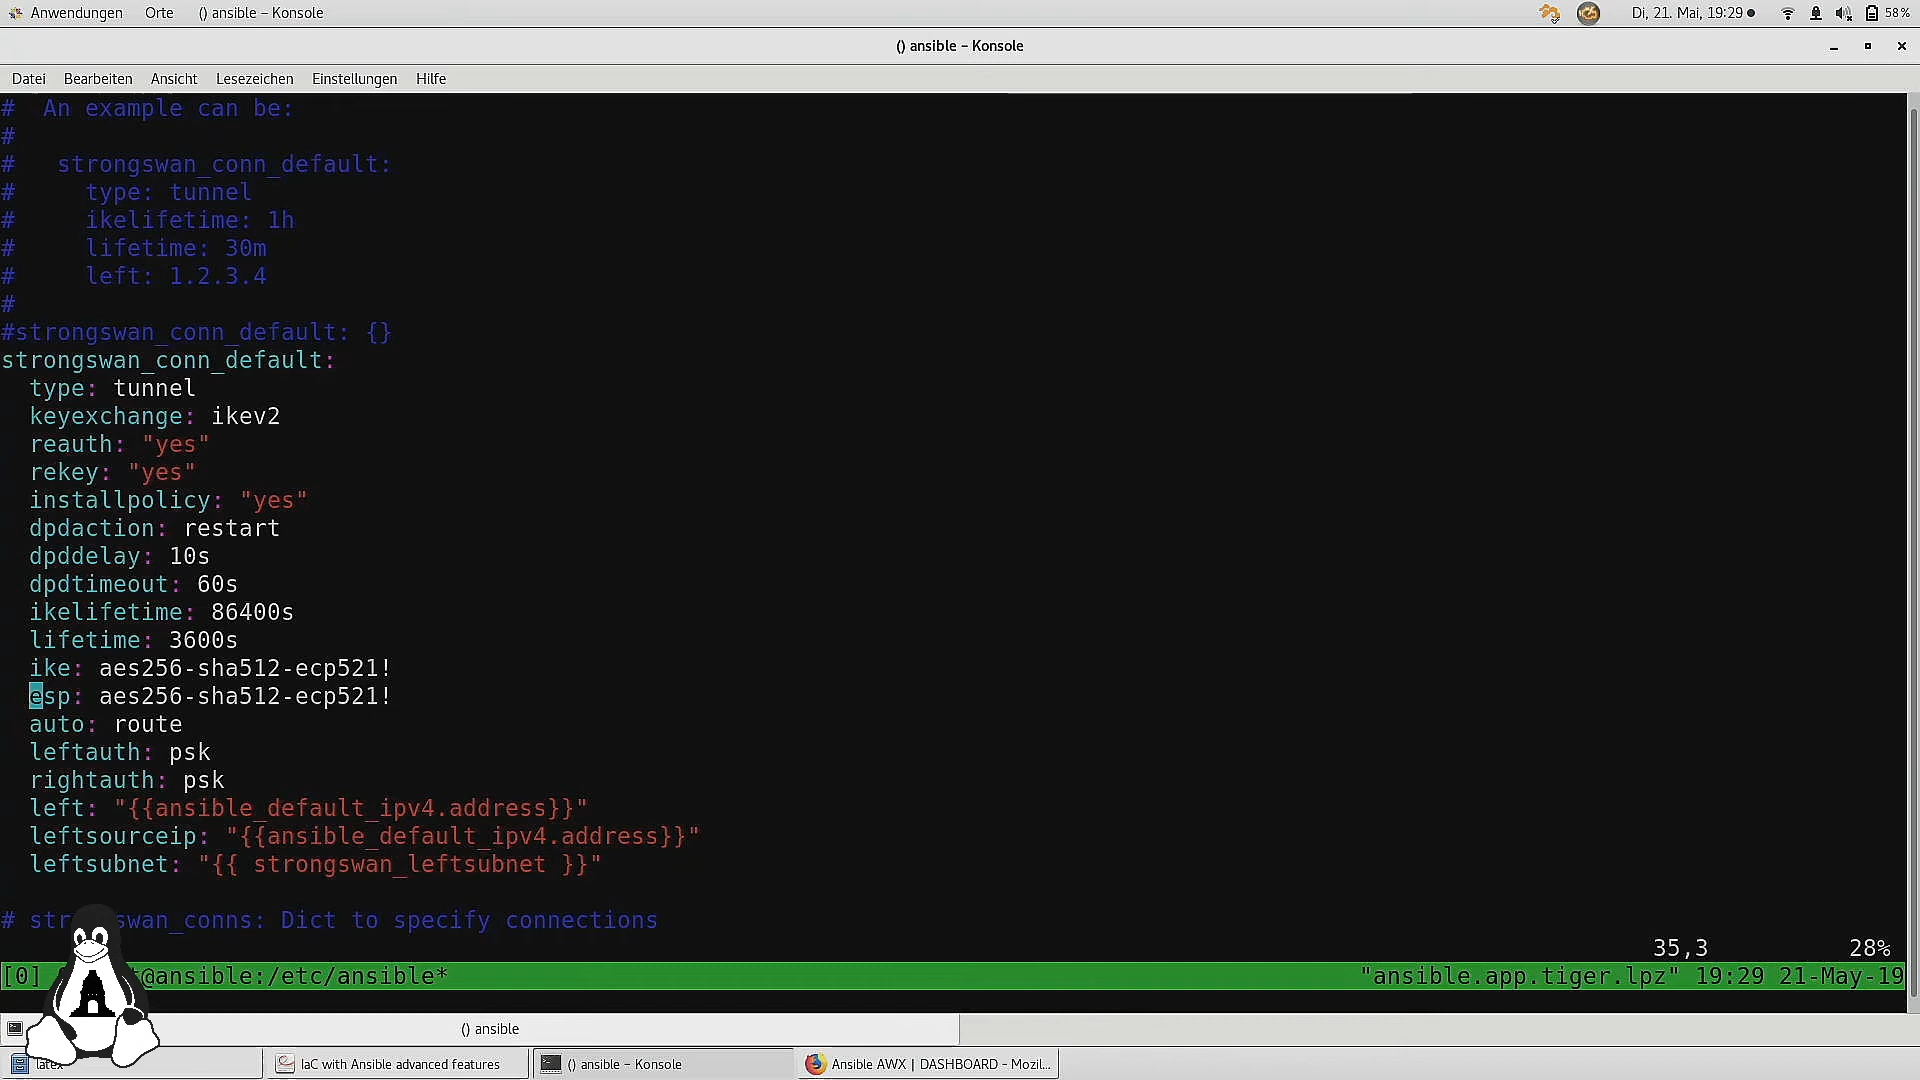 Anwendungen Orte () ansible – Konsole Di, 21. Mai, 19:29 58%
() ansible – Konsole
Datei Bearbeiten Ansicht Lesezeichen Einstellungen Hilfe
#  An example can be:
#
#   strongswan_conn_default:
#     type: tunnel
#     ikelifetime: 1h
#     lifetime: 30m
#     left: 1.2.3.4
#
#strongswan_conn_default: {}
strongswan_conn_default:
  type: tunnel
  keyexchange: ikev2
  reauth: "yes"
  rekey: "yes"
  installpolicy: "yes"
  dpdaction: restart
  dpddelay: 10s
  dpdtimeout: 60s
  ikelifetime: 86400s
  lifetime: 3600s
  ike: aes256-sha512-ecp521!
  esp: aes256-sha512-ecp521!
  auto: route
  leftauth: psk
  rightauth: psk
  left: "{{ansible_default_ipv4.address}}"
  leftsourceip: "{{ansible_default_ipv4.address}}"
  leftsubnet: "{{ strongswan_leftsubnet }}"
# str swan_conns: Dict to specify connections
35,3 28%
[0] t@ansible:/etc/ansible* "ansible.app.tiger.lpz" 19:29 21-May-19
() ansible
latex IaC with Ansible advanced features () ansible – Konsole Ansible AWX | DASHBOARD - Mozil...